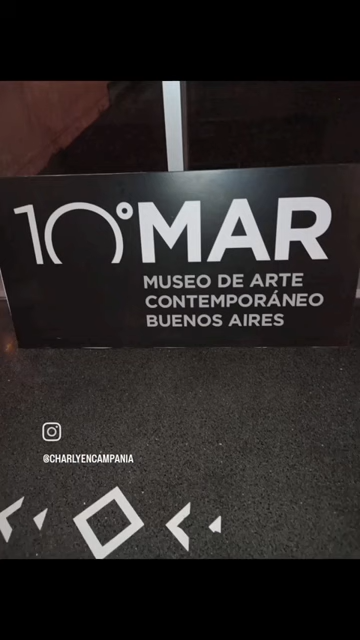 10° MAR
MUSEO DE ARTE
CONTEMPORÁNEO
BUENOS AIRES
@CHARLYENCAMPANIA